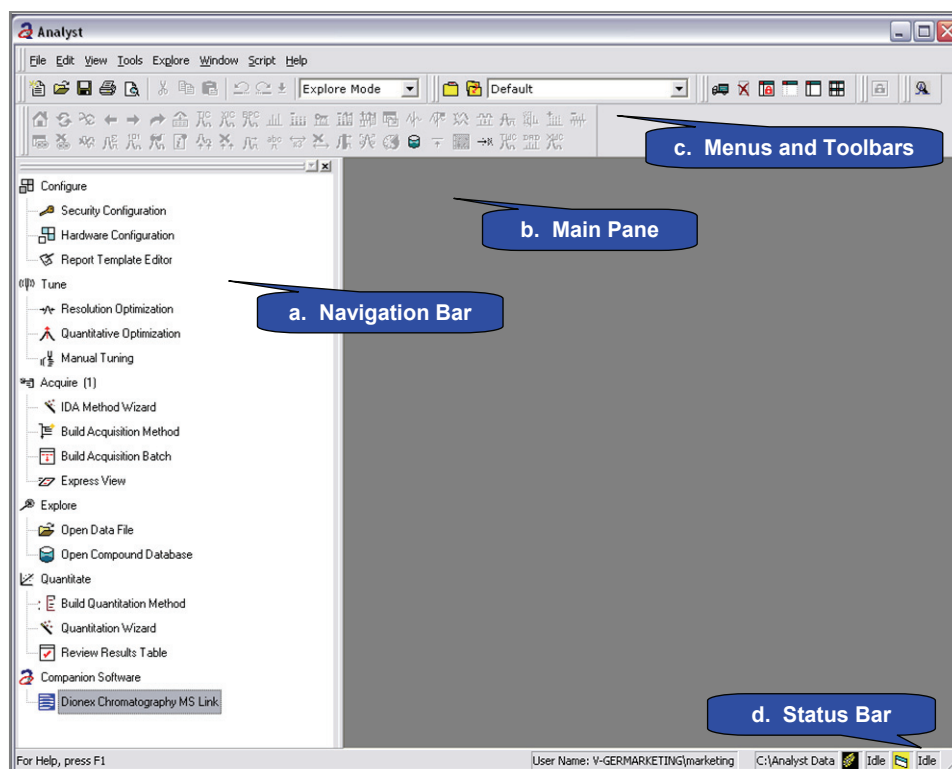 Analyst
File Edit View Tools Explore Window Script Help
Explore Mode Default
c. Menus and Toolbars
Configure
Security Configuration
Hardware Configuration
Report Template Editor
b. Main Pane
Tune
Resolution Optimization
a. Navigation Bar
Quantitative Optimization
Manual Tuning
Acquire (1)
IDA Method Wizard
Build Acquisition Method
Build Acquisition Batch
Express View
Explore
Open Data File
Open Compound Database
Quantitate
Build Quantitation Method
Quantitation Wizard
Review Results Table
Companion Software
Dionex Chromatography MS Link
d. Status Bar
For Help, press F1 User Name: V-GERMARKETING\marketing C:\Analyst Data Idle Idle